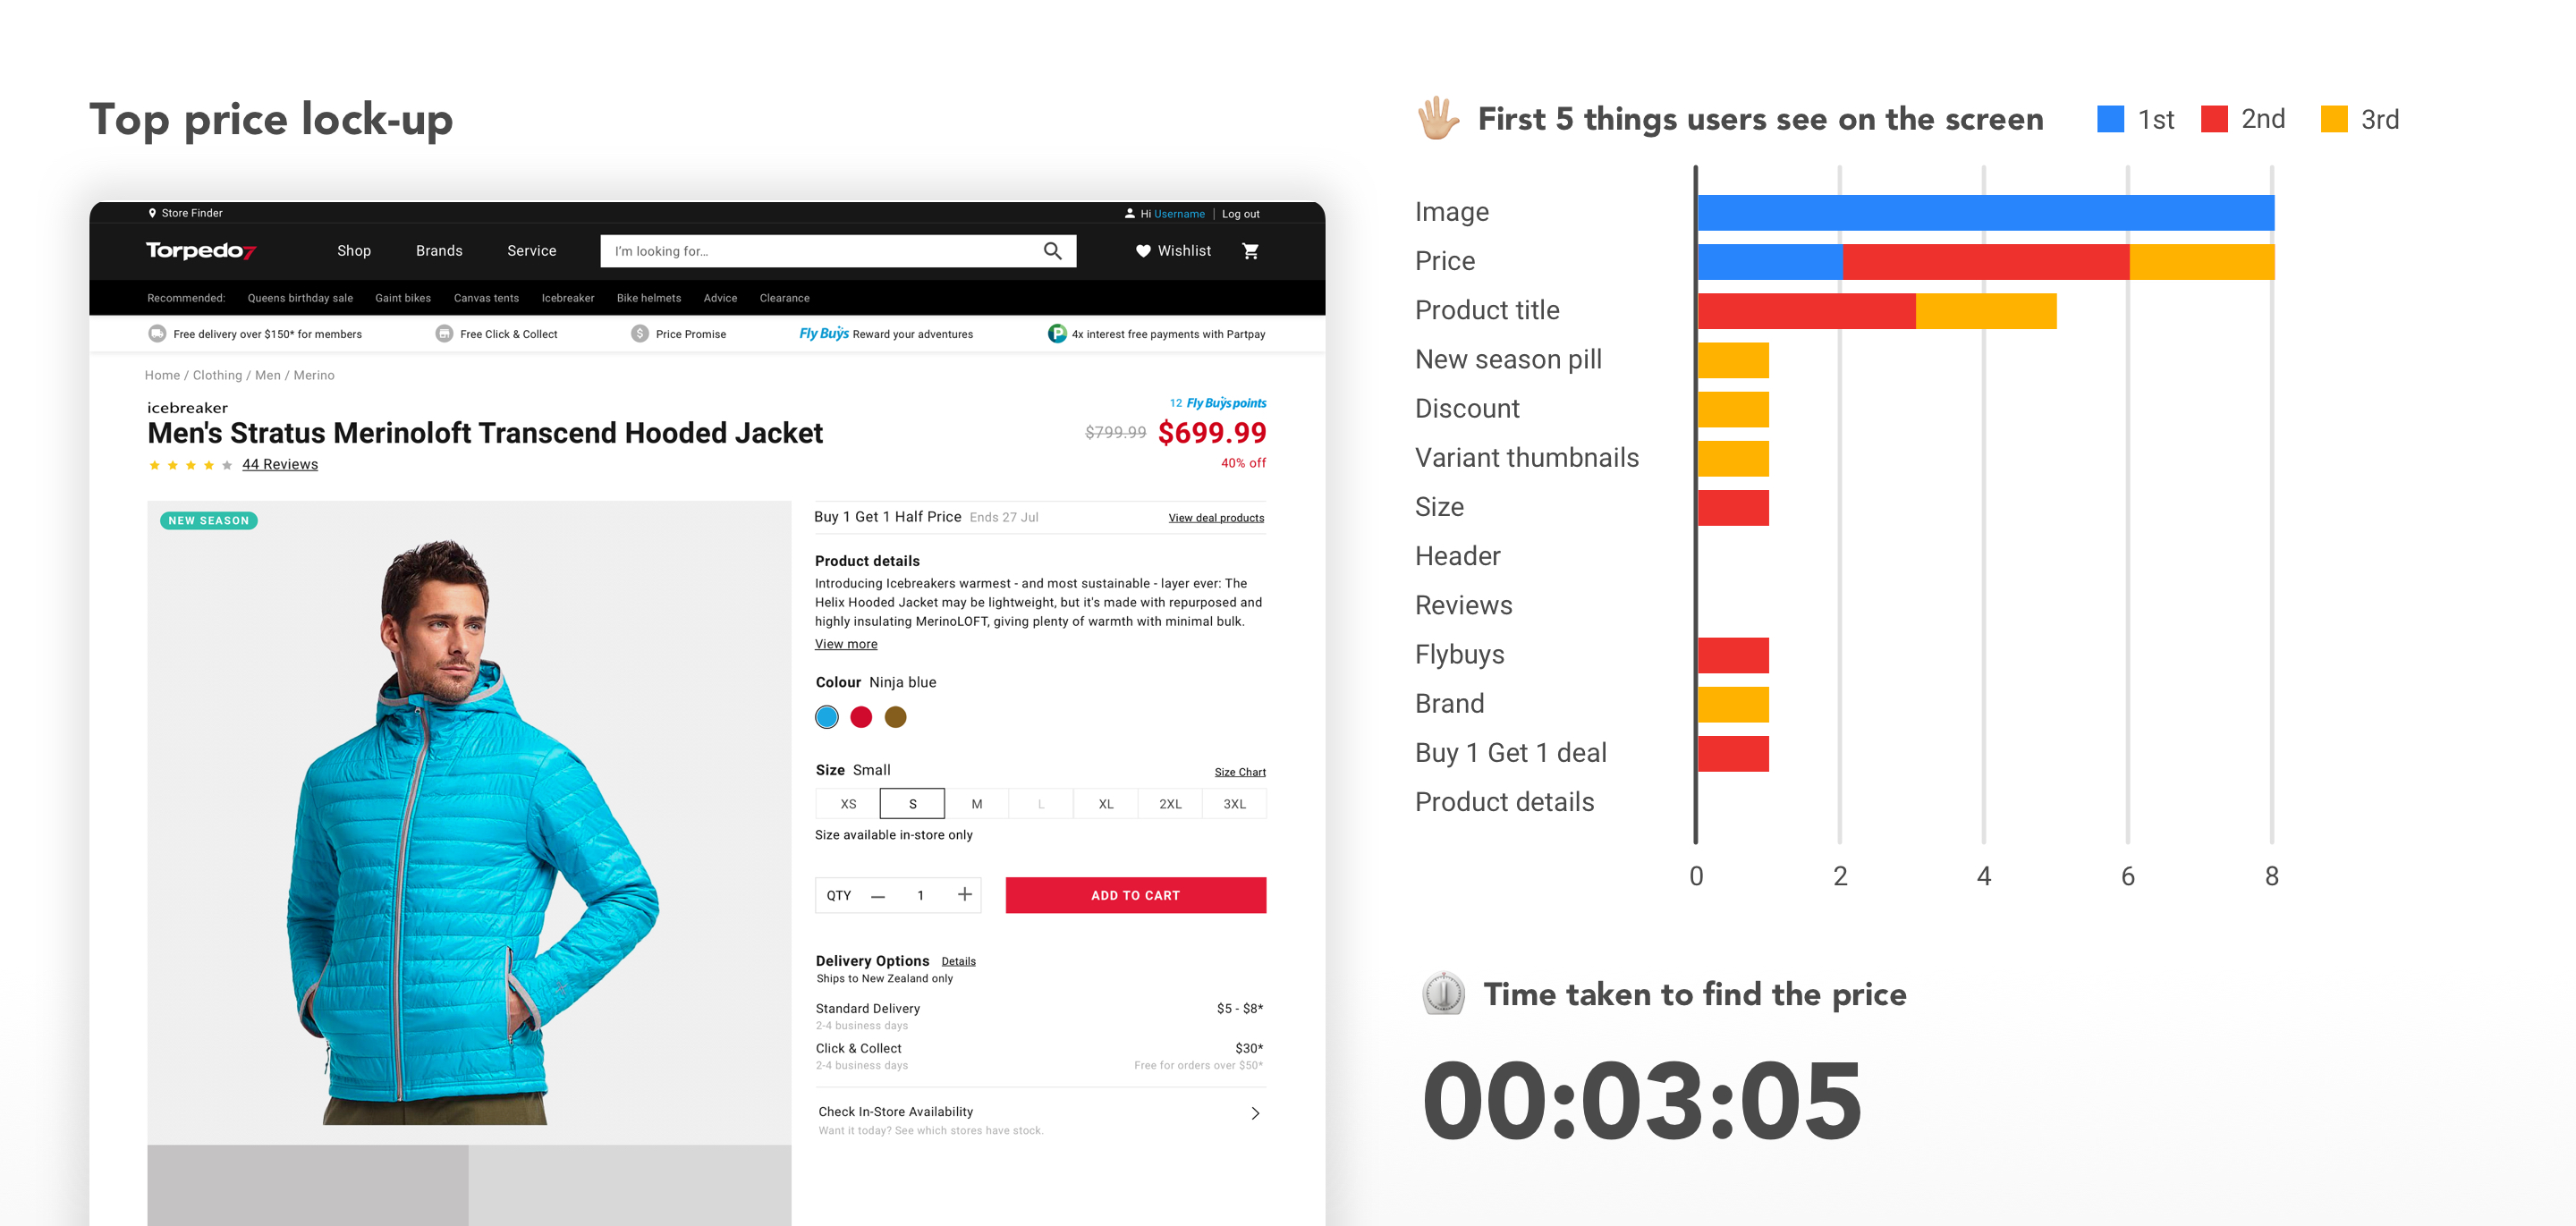 Top price lock-up
Store Finder
Hi Username | Log out
Torpedo7
Shop
Brands
Service
I'm looking for...
Wishlist
Recommended: Queens birthday sale Gaint bikes Canvas tents Icebreaker Bike helmets Advice Clearance
Free delivery over $150* for members
Free Click & Collect
$ Price Promise
Fly Buys Reward your adventures
P 4x interest free payments with Partpay
Home / Clothing / Men / Merino
icebreaker
Men's Stratus Merinoloft Transcend Hooded Jacket
44 Reviews
12 Fly Buys points
$799.99 $699.99
40% off
NEW SEASON
Buy 1 Get 1 Half Price Ends 27 Jul View deal products
Product details
Introducing Icebreakers warmest - and most sustainable - layer ever: The
Helix Hooded Jacket may be lightweight, but it's made with repurposed and
highly insulating MerinoLOFT, giving plenty of warmth with minimal bulk.
View more
Colour Ninja blue
Size Small Size Chart
XS S M L XL 2XL 3XL
Size available in-store only
QTY — 1 +
ADD TO CART
Delivery Options Details
Ships to New Zealand only
Standard Delivery $5 - $8*
2-4 business days
Click & Collect $30*
2-4 business days Free for orders over $50*
Check In-Store Availability
Want it today? See which stores have stock.
First 5 things users see on the screen
1st 2nd 3rd
Image
Price
Product title
New season pill
Discount
Variant thumbnails
Size
Header
Reviews
Flybuys
Brand
Buy 1 Get 1 deal
Product details
0 2 4 6 8
Time taken to find the price
00:03:05